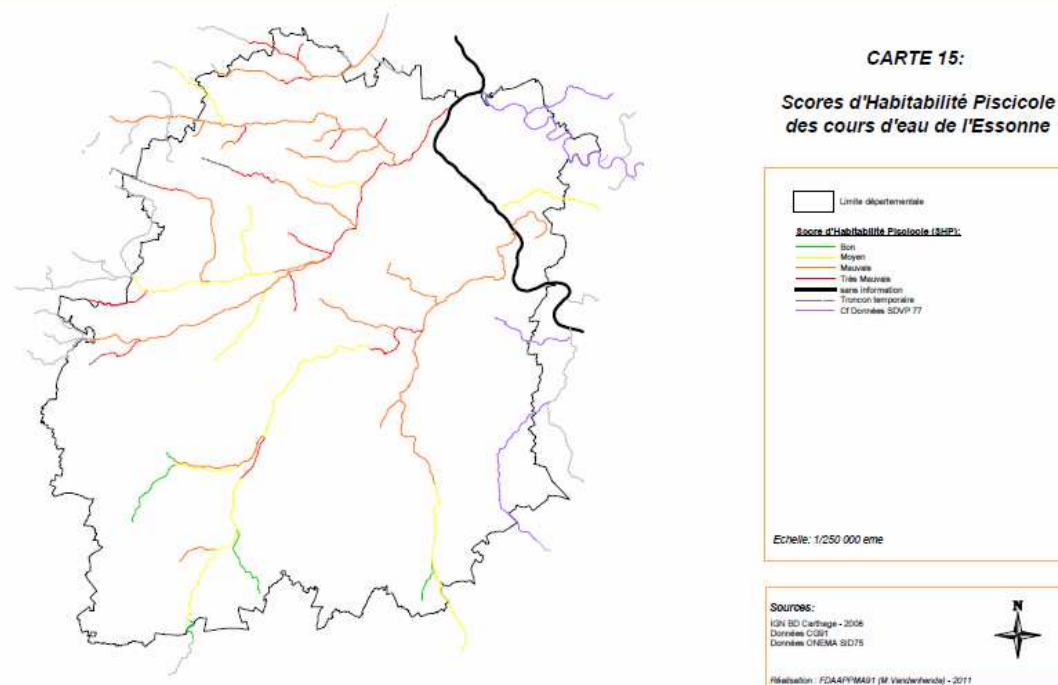 CARTE 15:
Scores d'Habitabilité Piscicole
des cours d'eau de l'Essonne
Limite départementale
Score d'Habitabilité Piscicole (SHP):
Bon
Moyen
Mauvais
Très Mauvais
sans information
Troncon temporaire
Cf Données SDVP 77
Echelle: 1/250 000 eme
Sources:
IGN BD Carthage - 2006
Données CG91
Données ONEMA SID75
N
Réalisation : FDAAPPMA91 (M Vandenhende) - 2011